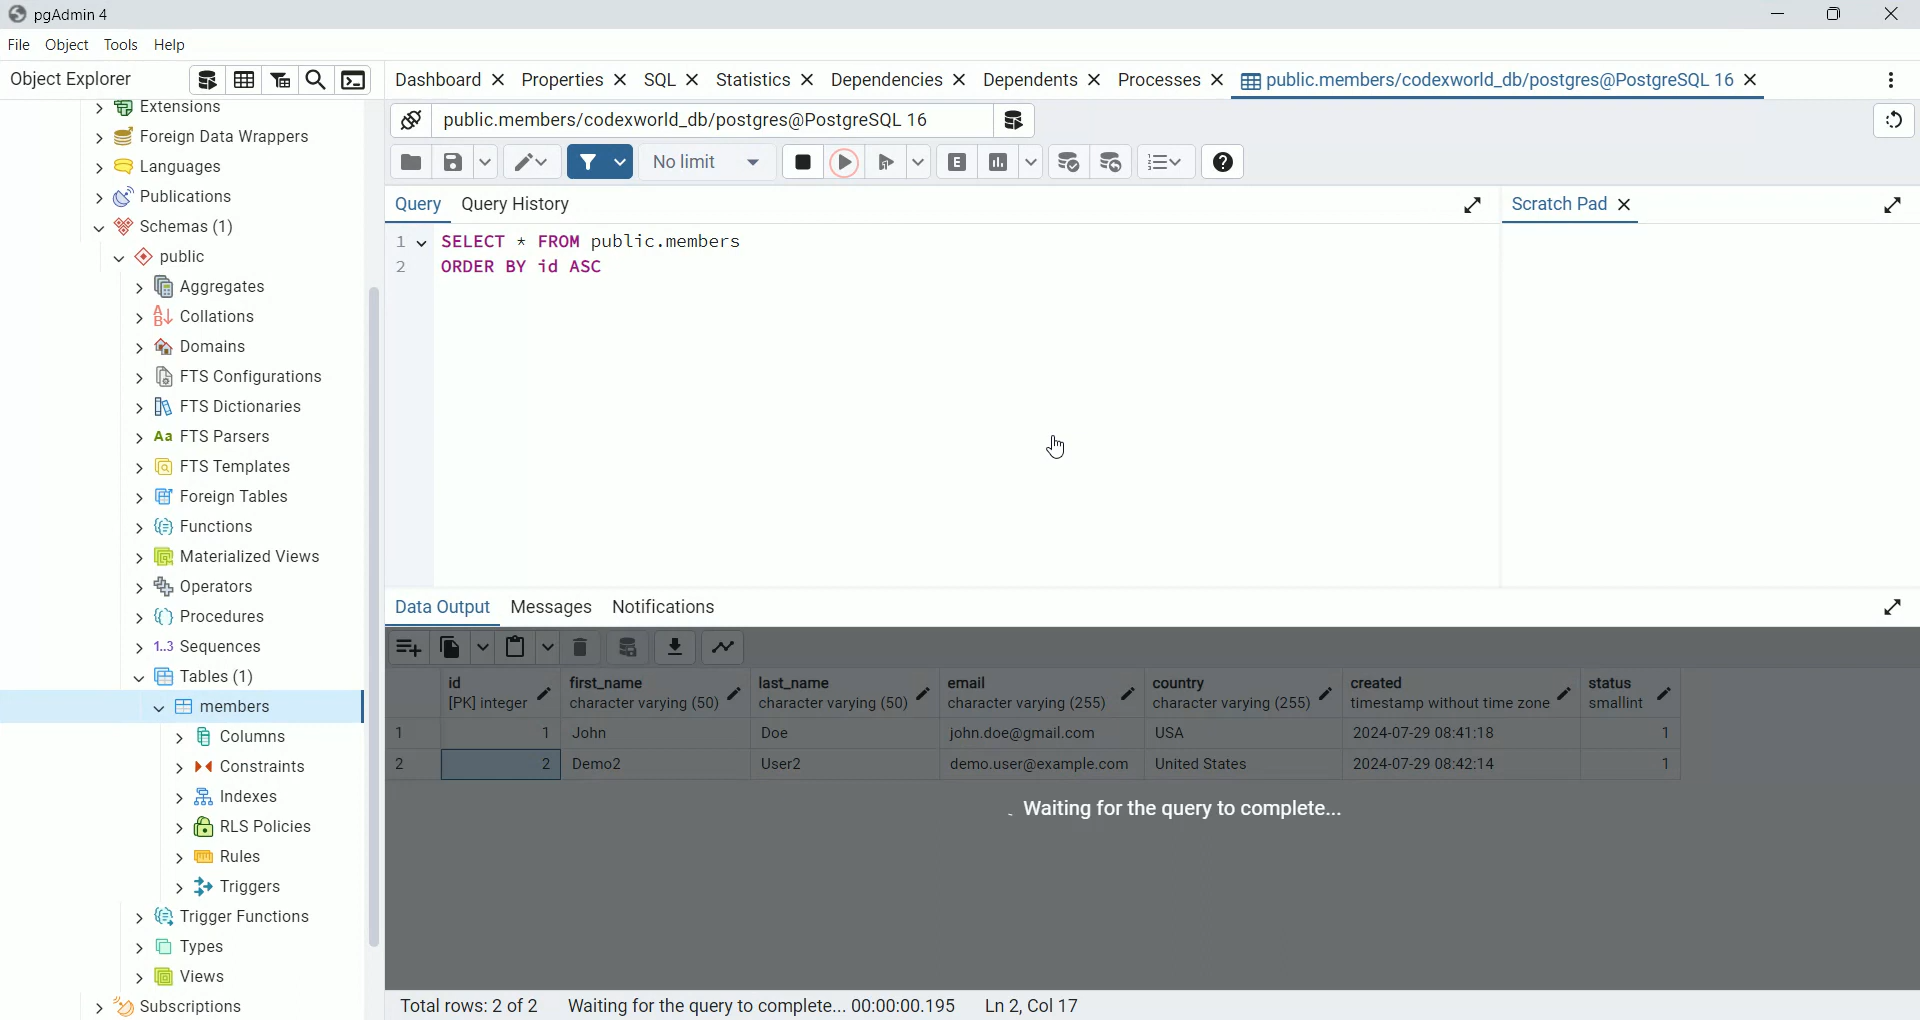 pgAdmin 4
File Object Tools Help
Object Explorer
Extensions
Foreign Data Wrappers
Languages
Publications
Schemas (1)
public
Aggregates
Collations
Domains
FTS Configurations
FTS Dictionaries
Aa FTS Parsers
FTS Templates
Foreign Tables
Functions
Materialized Views
Operators
Procedures
1..3 Sequences
Tables (1)
members
Columns
Constraints
Indexes
RLS Policies
Rules
Triggers
Trigger Functions
Types
Views
Subscriptions
Dashboard Properties SQL Statistics Dependencies Dependents Processes public.members/codexworld_db/postgres@PostgreSQL 16
public.members/codexworld_db/postgres@PostgreSQL 16
No limit E
Query Query History
1 SELECT * FROM public.members
2 ORDER BY id ASC
Scratch Pad
Data Output Messages Notifications
id first_name last_name email country created status
[PK] integer character varying (50) character varying (50) character varying (255) character varying (255) timestamp without time zone smallint
1 1 John Doe john.doe@gmail.com USA 2024-07-29 08:41:18 1
2 2 Demo2 User2 demo.user@example.com United States 2024-07-29 08:42:14 1
Waiting for the query to complete...
Total rows: 2 of 2 Waiting for the query to complete... 00:00:00.195 Ln 2, Col 17